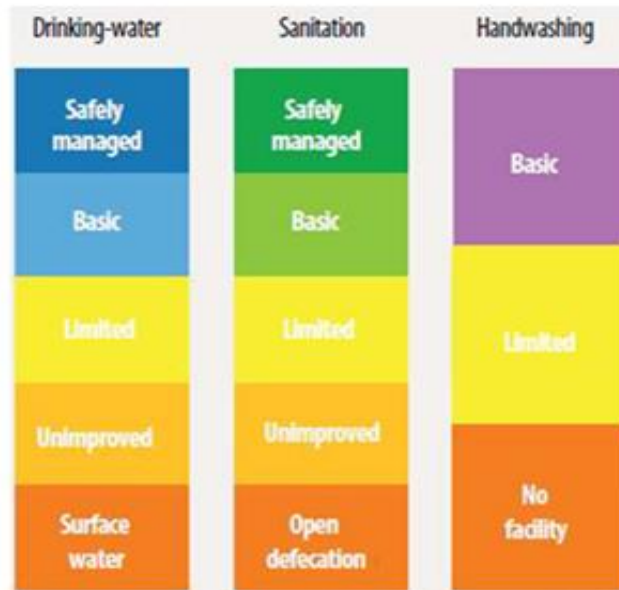 Drinking-water
Safely
managed
Basic
Limited
Unimproved
Surface
water
Sanitation
Safely
managed
Basic
Limited
Unimproved
Open
defecation
Handwashing
Basic
Limited
No
facility